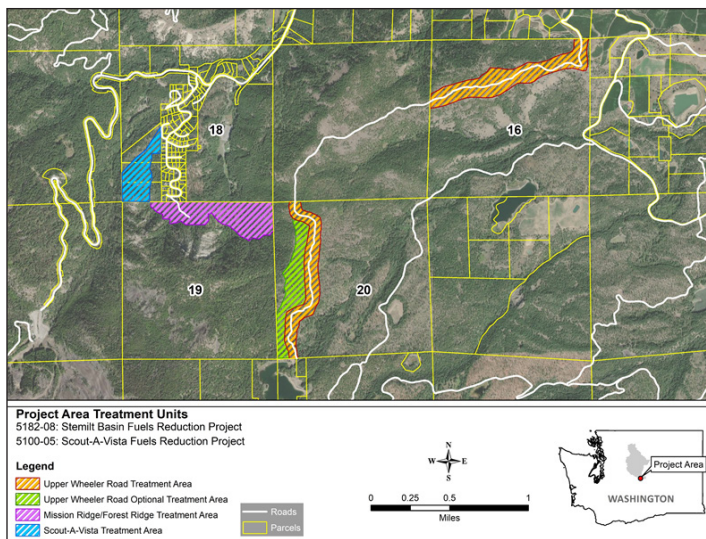 18
16
19
20
Project Area Treatment Units
5182-08: Stemilt Basin Fuels Reduction Project
5100-05: Scout-A-Vista Fuels Reduction Project
Legend
Upper Wheeler Road Treatment Area
Upper Wheeler Road Optional Treatment Area
Mission Ridge/Forest Ridge Treatment Area
Scout-A-Vista Treatment Area
Roads
Parcels
N
W E
S
0 0.25 0.5 1
Miles
Project Area
WASHINGTON